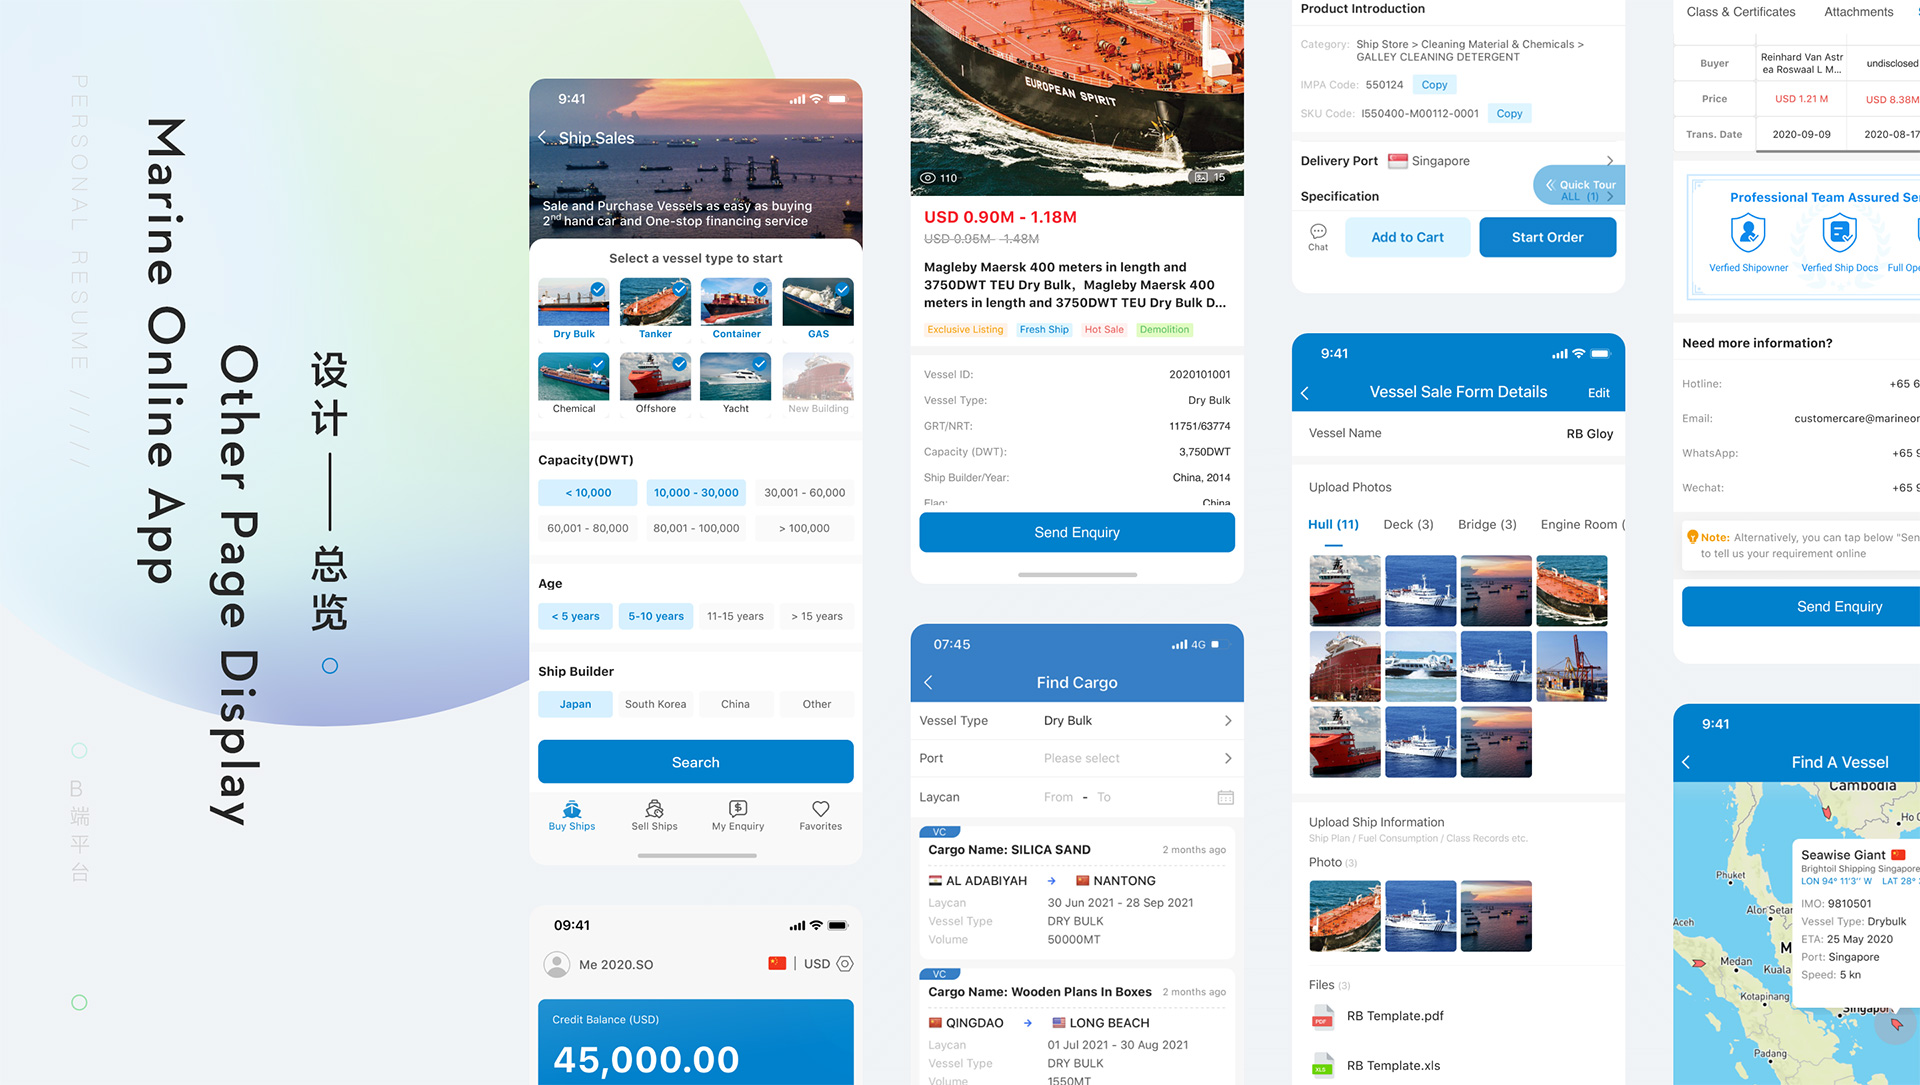 PERSONAL RESUME /////
Marine Online App
Other Page Display
设计——总览
B端平台
9:41
Ship Sales
Sale and Purchase Vessels as easy as buying
2nd hand car and One-stop financing service
Select a vessel type to start
Dry Bulk
Tanker
Container
GAS
Chemical
Offshore
Yacht
New Building
Capacity(DWT)
< 10,000
10,000 - 30,000
30,001 - 60,000
60,001 - 80,000
80,001 - 100,000
> 100,000
Age
< 5 years
5-10 years
11-15 years
> 15 years
Ship Builder
Japan
South Korea
China
Other
Search
Buy Ships
Sell Ships
My Enquiry
Favorites
09:41
Me 2020.SO
USD
Credit Balance (USD)
45,000.00
EUROPEAN SPIRIT
110
15
USD 0.90M - 1.18M
USD 0.95M- -1.48M
Magleby Maersk 400 meters in length and
3750DWT TEU Dry Bulk，Magleby Maersk 400
meters in length and 3750DWT TEU Dry Bulk D...
Exclusive Listing
Fresh Ship
Hot Sale
Demolition
Vessel ID:
2020101001
Vessel Type:
Dry Bulk
GRT/NRT:
11751/63774
Capacity (DWT):
3,750DWT
Ship Builder/Year:
China, 2014
Flag:
China
Send Enquiry
07:45
4G
Find Cargo
Vessel Type
Dry Bulk
Port
Please select
Laycan
From - To
VC
Cargo Name: SILICA SAND
2 months ago
AL ADABIYAH
NANTONG
Laycan
30 Jun 2021 - 28 Sep 2021
Vessel Type
DRY BULK
Volume
50000MT
VC
Cargo Name: Wooden Plans In Boxes
2 months ago
QINGDAO
LONG BEACH
Laycan
01 Jul 2021 - 30 Aug 2021
Vessel Type
DRY BULK
Volume
1550MT
Product Introduction
Category: Ship Store > Cleaning Material & Chemicals >
GALLEY CLEANING DETERGENT
IMPA Code: 550124 Copy
SKU Code: I550400-M00112-0001 Copy
Delivery Port Singapore
Quick Tour
Specification
ALL (1)
Chat
Add to Cart
Start Order
9:41
Vessel Sale Form Details
Edit
Vessel Name
RB Gloy
Upload Photos
Hull (11)
Deck (3)
Bridge (3)
Engine Room (
Upload Ship Information
Ship Plan / Fuel Consumption / Class Records etc.
Photo (3)
Files (3)
PDF
RB Template.pdf
XLS
RB Template.xls
Class & Certificates
Attachments
Buyer
Reinhard Van Astr
ea Roswaal L M...
undisclosed
Price
USD 1.21 M
USD 8.38M
Trans. Date
2020-09-09
2020-08-17
Professional Team Assured Se
Verfied Shipowner
Verfied Ship Docs
Full Ope
Need more information?
Hotline:
+65 6
Email:
customercare@marineon
WhatsApp:
+65 9
Wechat:
+65 9
Note: Alternatively, you can tap below "Sen
to tell us your requirement online
Send Enquiry
9:41
Find A Vessel
Cambodia
Phuket
Alor Setar
Aceh
Medan
Kuala
Kotapinang
Singapor
Padang
Seawise Giant
Brightoil Shipping Singapore
LON 94° 11'3'' W LAT 28°
IMO: 9810501
Vessel Type: Drybulk
ETA: 25 May 2020
Port: Singapore
Speed: 5 kn